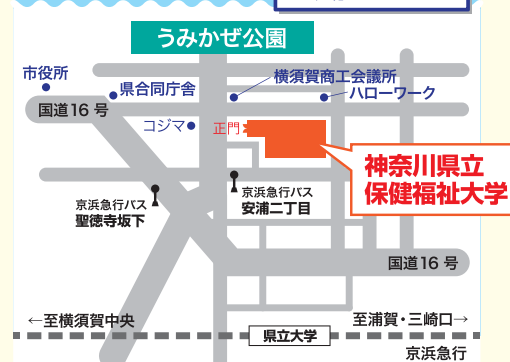 うみかぜ公園
市役所
県合同庁舎
横須賀商工会議所
ハローワーク
国道16号
コジマ
正門
神奈川県立
保健福祉大学
京浜急行バス
聖徳寺坂下
京浜急行バス
安浦二丁目
国道16号
←至横須賀中央
至浦賀・三崎口→
県立大学
京浜急行